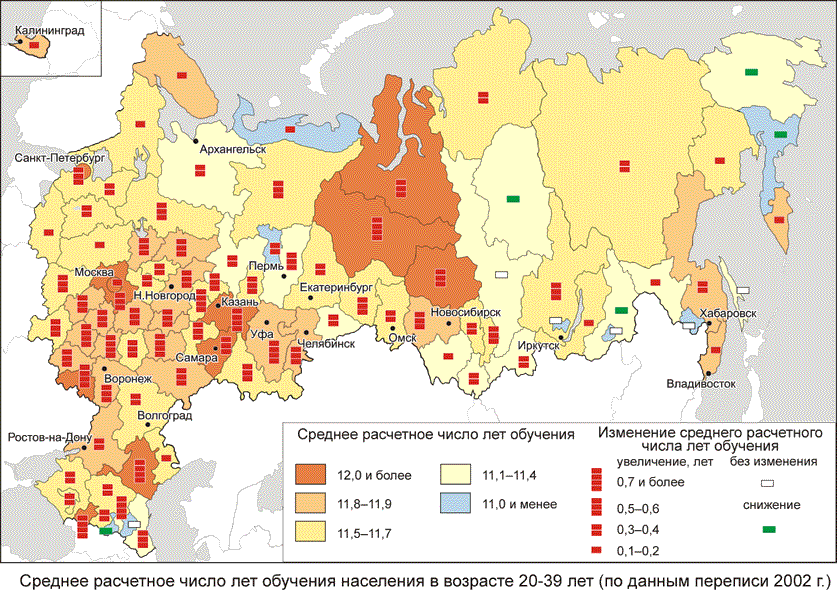 Калининград
Архангельск
Санкт-Петербург
Москва
Пермь
Н.Новгород
Казань
Екатеринбург
Уфа
Челябинск
Самара
Омск
Новосибирск
Иркутск
Хабаровск
Владивосток
Воронеж
Волгоград
Ростов-на-Дону
Среднее расчетное число лет обучения
12,0 и более
11,8–11,9
11,5–11,7
11,1–11,4
11,0 и менее
Изменение среднего расчетного
числа лет обучения
увеличение, лет
без изменения
0,7 и более
0,5–0,6
0,3–0,4
0,1–0,2
снижение
Среднее расчетное число лет обучения населения в возрасте 20-39 лет (по данным переписи 2002 г.)